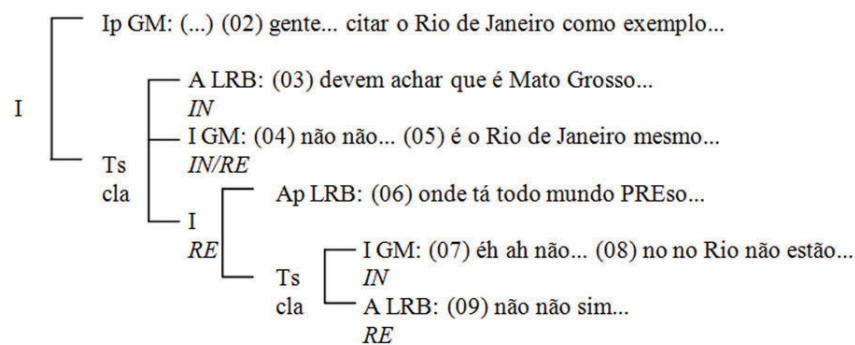 Ip GM: (...) (02) gente... citar o Rio de Janeiro como exemplo...
A LRB: (03) devem achar que é Mato Grosso...
IN
I
I GM: (04) não não... (05) é o Rio de Janeiro mesmo...
Ts
IN/RE
cla
Ap LRB: (06) onde tá todo mundo PREso...
I
RE
I GM: (07) éh ah não... (08) no no Rio não estão...
Ts
IN
cla
A LRB: (09) não não sim...
RE